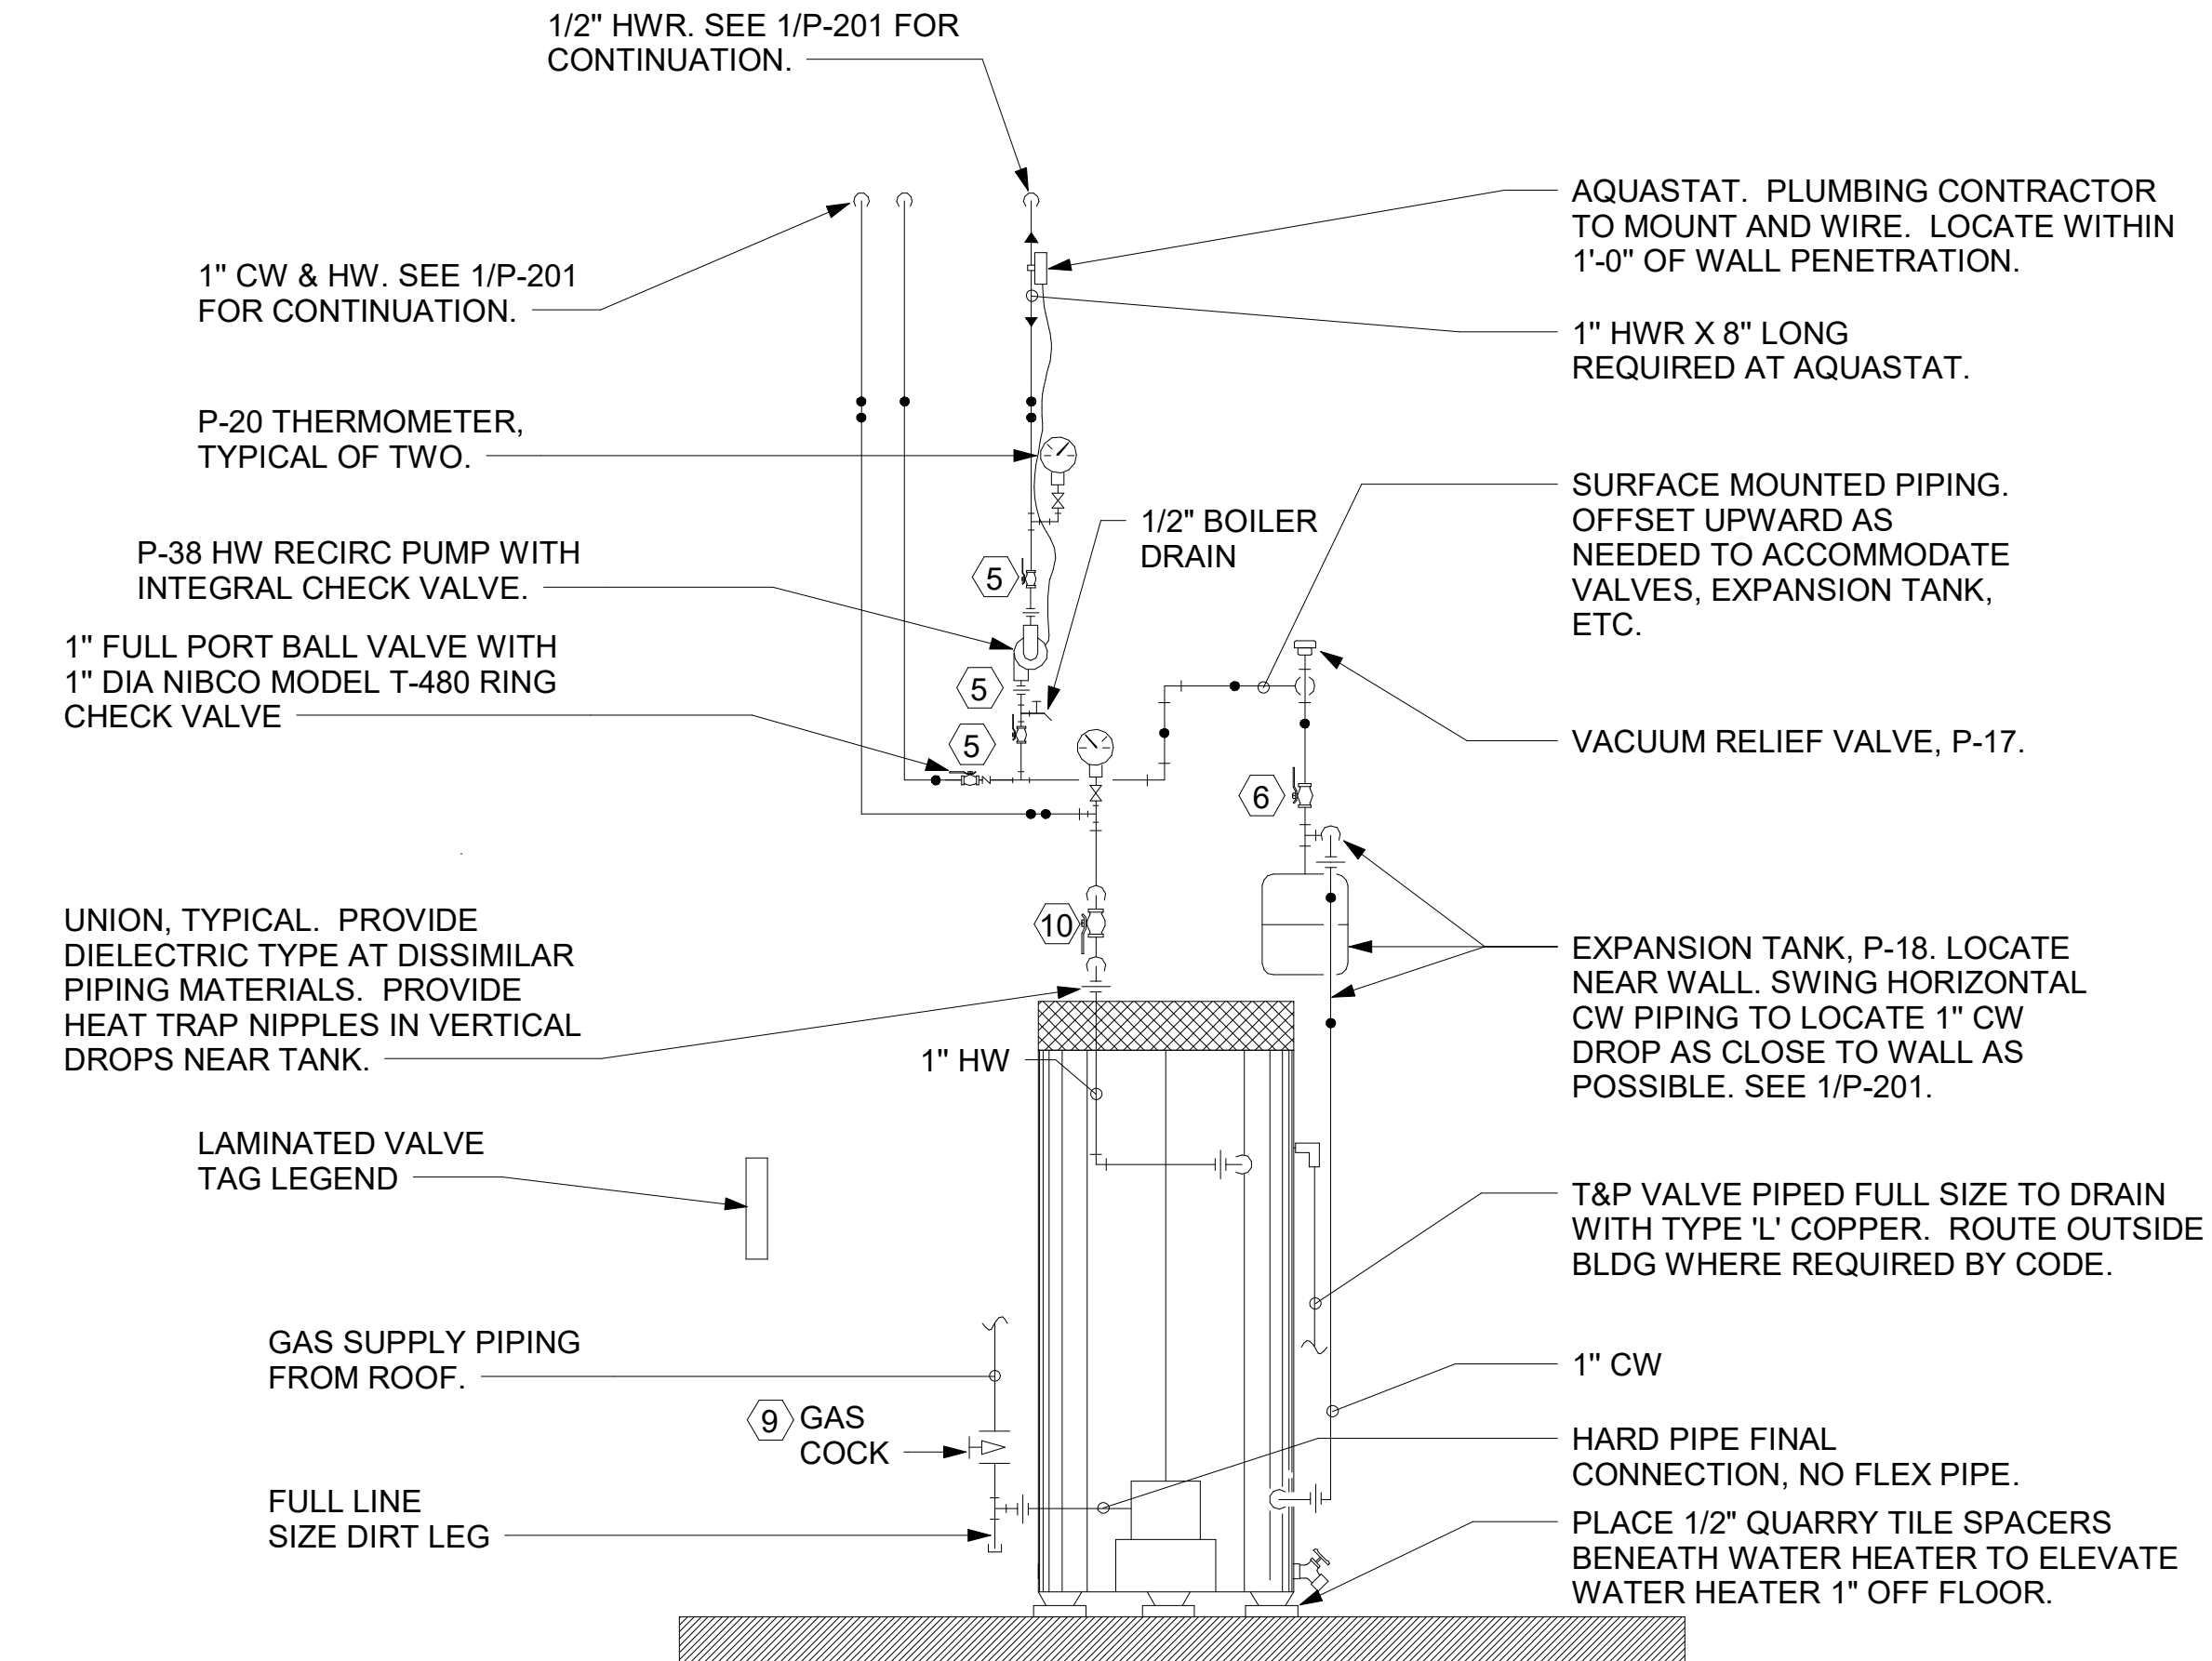 1/2" HWR. SEE 1/P-201 FOR
CONTINUATION.
1" CW & HW. SEE 1/P-201
FOR CONTINUATION.
P-20 THERMOMETER,
TYPICAL OF TWO.
P-38 HW RECIRC PUMP WITH
INTEGRAL CHECK VALVE.
1" FULL PORT BALL VALVE WITH
1" DIA NIBCO MODEL T-480 RING
CHECK VALVE
UNION, TYPICAL. PROVIDE
DIELECTRIC TYPE AT DISSIMILAR
PIPING MATERIALS. PROVIDE
HEAT TRAP NIPPLES IN VERTICAL
DROPS NEAR TANK.
LAMINATED VALVE
TAG LEGEND
GAS SUPPLY PIPING
FROM ROOF.
9
GAS
COCK
FULL LINE
SIZE DIRT LEG
5
5
5
1/2" BOILER
DRAIN
6
10
1" HW
AQUASTAT. PLUMBING CONTRACTOR
TO MOUNT AND WIRE. LOCATE WITHIN
1'-0" OF WALL PENETRATION.
1" HWR X 8" LONG
REQUIRED AT AQUASTAT.
SURFACE MOUNTED PIPING.
OFFSET UPWARD AS
NEEDED TO ACCOMMODATE
VALVES, EXPANSION TANK,
ETC.
VACUUM RELIEF VALVE, P-17.
EXPANSION TANK, P-18. LOCATE
NEAR WALL. SWING HORIZONTAL
CW PIPING TO LOCATE 1" CW
DROP AS CLOSE TO WALL AS
POSSIBLE. SEE 1/P-201.
T&P VALVE PIPED FULL SIZE TO DRAIN
WITH TYPE 'L' COPPER. ROUTE OUTSIDE
BLDG WHERE REQUIRED BY CODE.
1" CW
HARD PIPE FINAL
CONNECTION, NO FLEX PIPE.
PLACE 1/2" QUARRY TILE SPACERS
BENEATH WATER HEATER TO ELEVATE
WATER HEATER 1" OFF FLOOR.